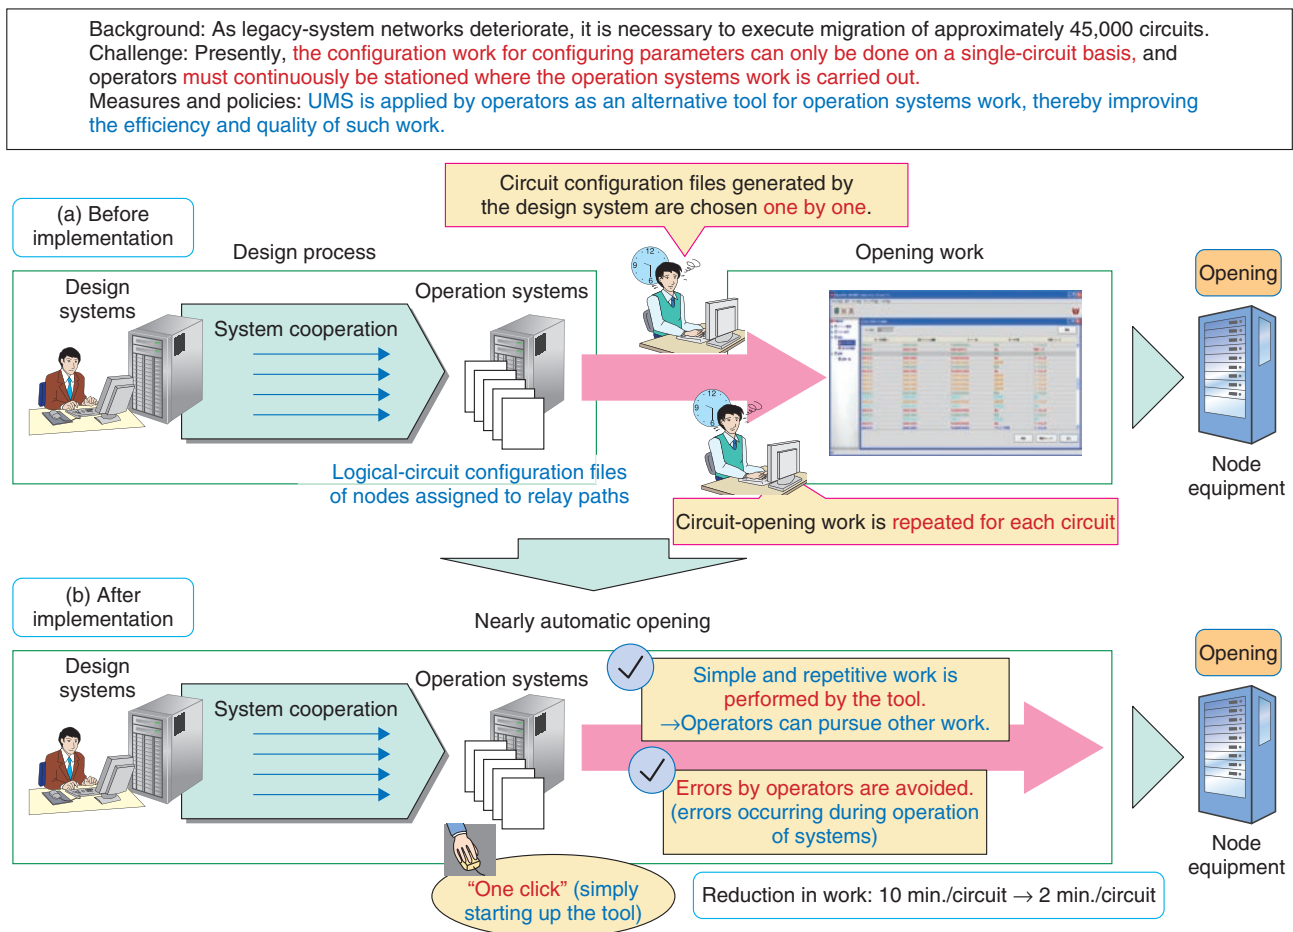 Background: As legacy-system networks deteriorate, it is necessary to execute migration of approximately 45,000 circuits.
Challenge: Presently, the configuration work for configuring parameters can only be done on a single-circuit basis, and
operators must continuously be stationed where the operation systems work is carried out.
Measures and policies: UMS is applied by operators as an alternative tool for operation systems work, thereby improving
the efficiency and quality of such work.
Circuit configuration files generated by
the design system are chosen one by one.
(a) Before
implementation
Design process
Opening work
Design
systems
System cooperation
Operation systems
12
9
3
6
Opening
Logical-circuit configuration files
of nodes assigned to relay paths
12
9
3
6
Node
equipment
Circuit-opening work is repeated for each circuit
(b) After
implementation
Nearly automatic opening
Design
systems
System cooperation
Operation systems
Simple and repetitive work is
performed by the tool.
→Operators can pursue other work.
Errors by operators are avoided.
(errors occurring during operation
of systems)
Opening
Node
equipment
“One click” (simply
starting up the tool)
Reduction in work: 10 min./circuit → 2 min./circuit